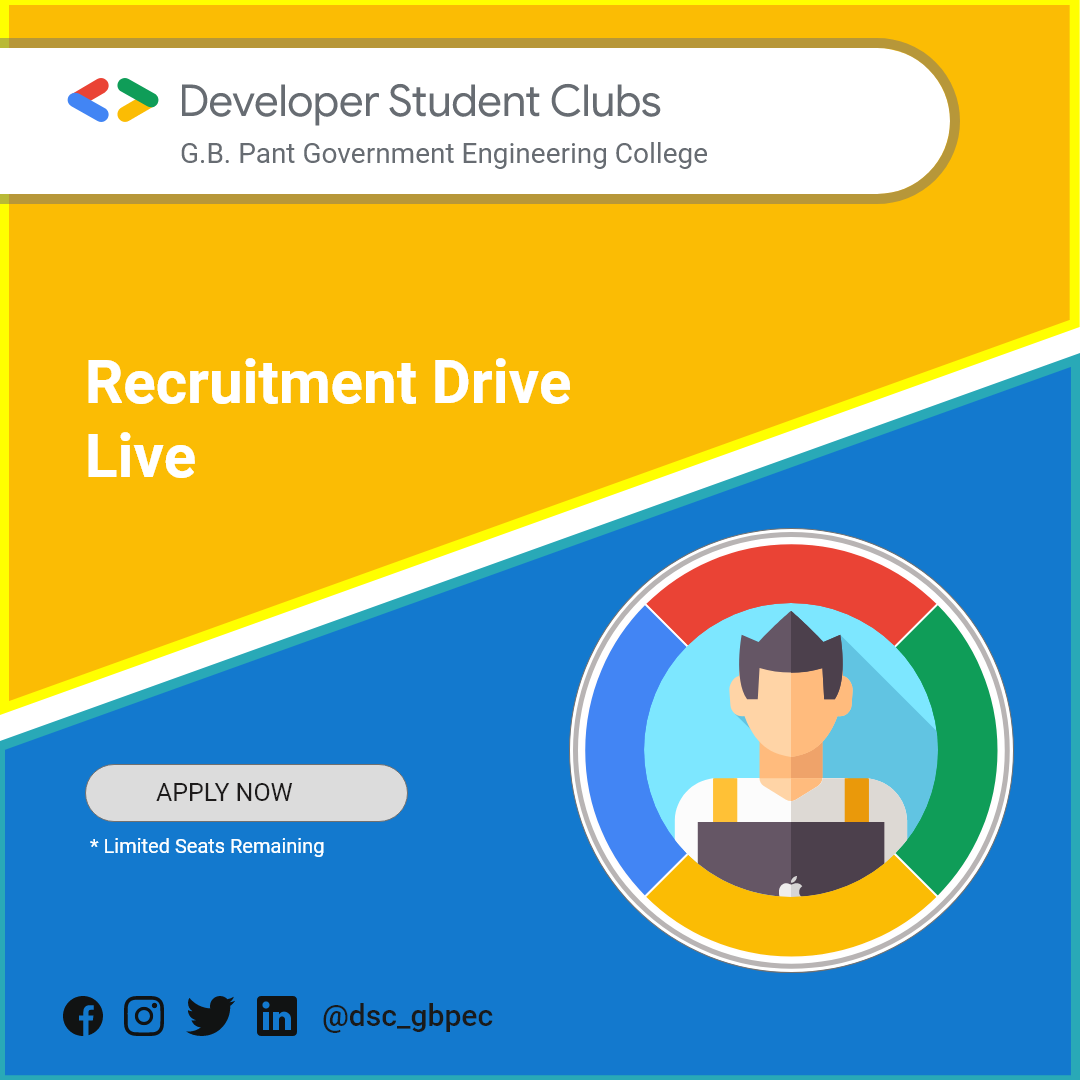 Developer Student Clubs
G.B. Pant Government Engineering College
Recruitment Drive
Live
APPLY NOW
* Limited Seats Remaining
@dsc_gbpec